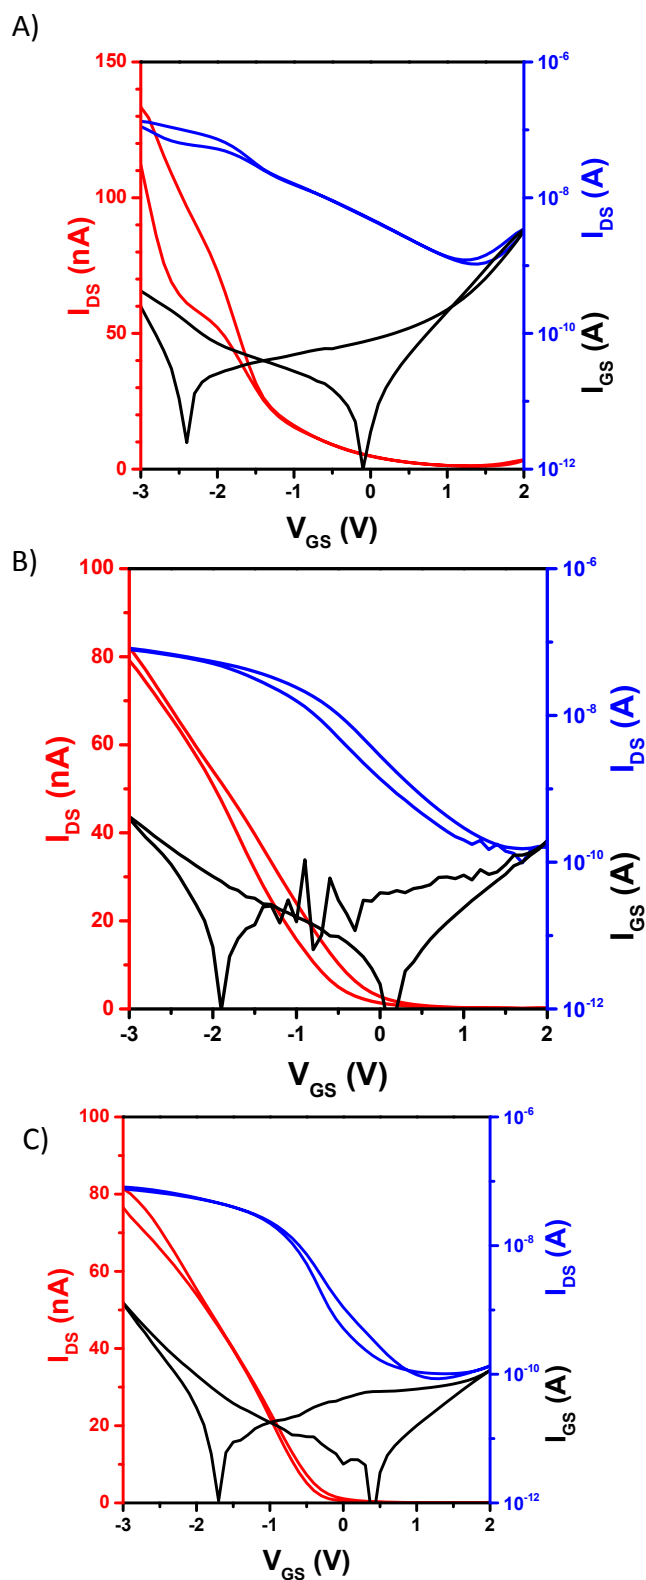 A)
150
100
50
0
I_DS (nA)
10^-6
10^-8
10^-10
10^-12
I_DS (A)
I_GS (A)
-3 -2 -1 0 1 2
V_GS (V)
B)
100
80
60
40
20
0
I_DS (nA)
10^-6
10^-8
10^-10
10^-12
I_DS (A)
I_GS (A)
-3 -2 -1 0 1 2
V_GS (V)
C)
100
80
60
40
20
0
I_DS (nA)
10^-6
10^-8
10^-10
10^-12
I_DS (A)
I_GS (A)
-3 -2 -1 0 1 2
V_GS (V)